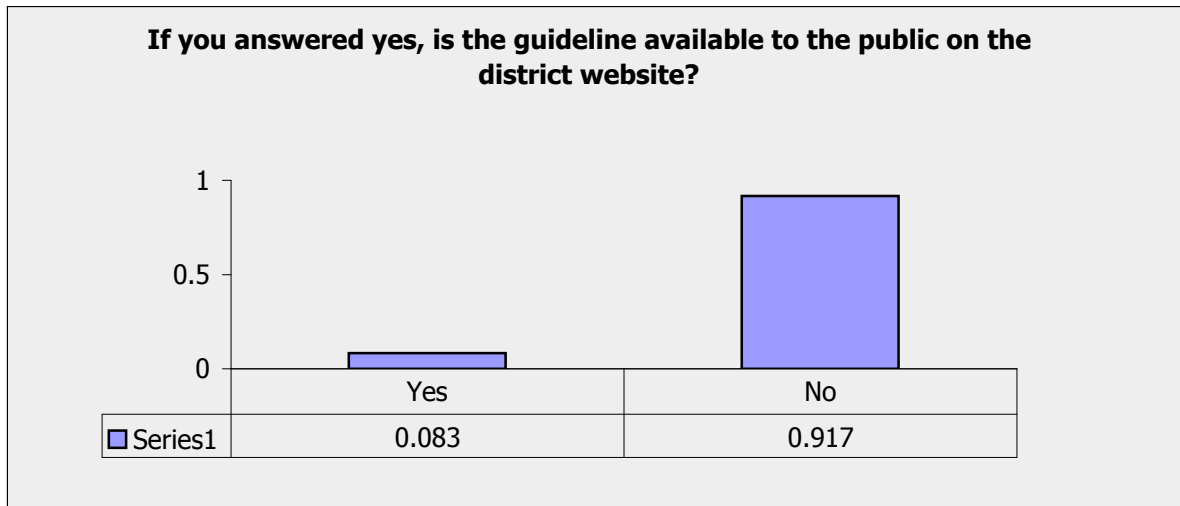 If you answered yes, is the guideline available to the public on the
district website?
1
0.5
0
Yes No
Series1 0.083 0.917